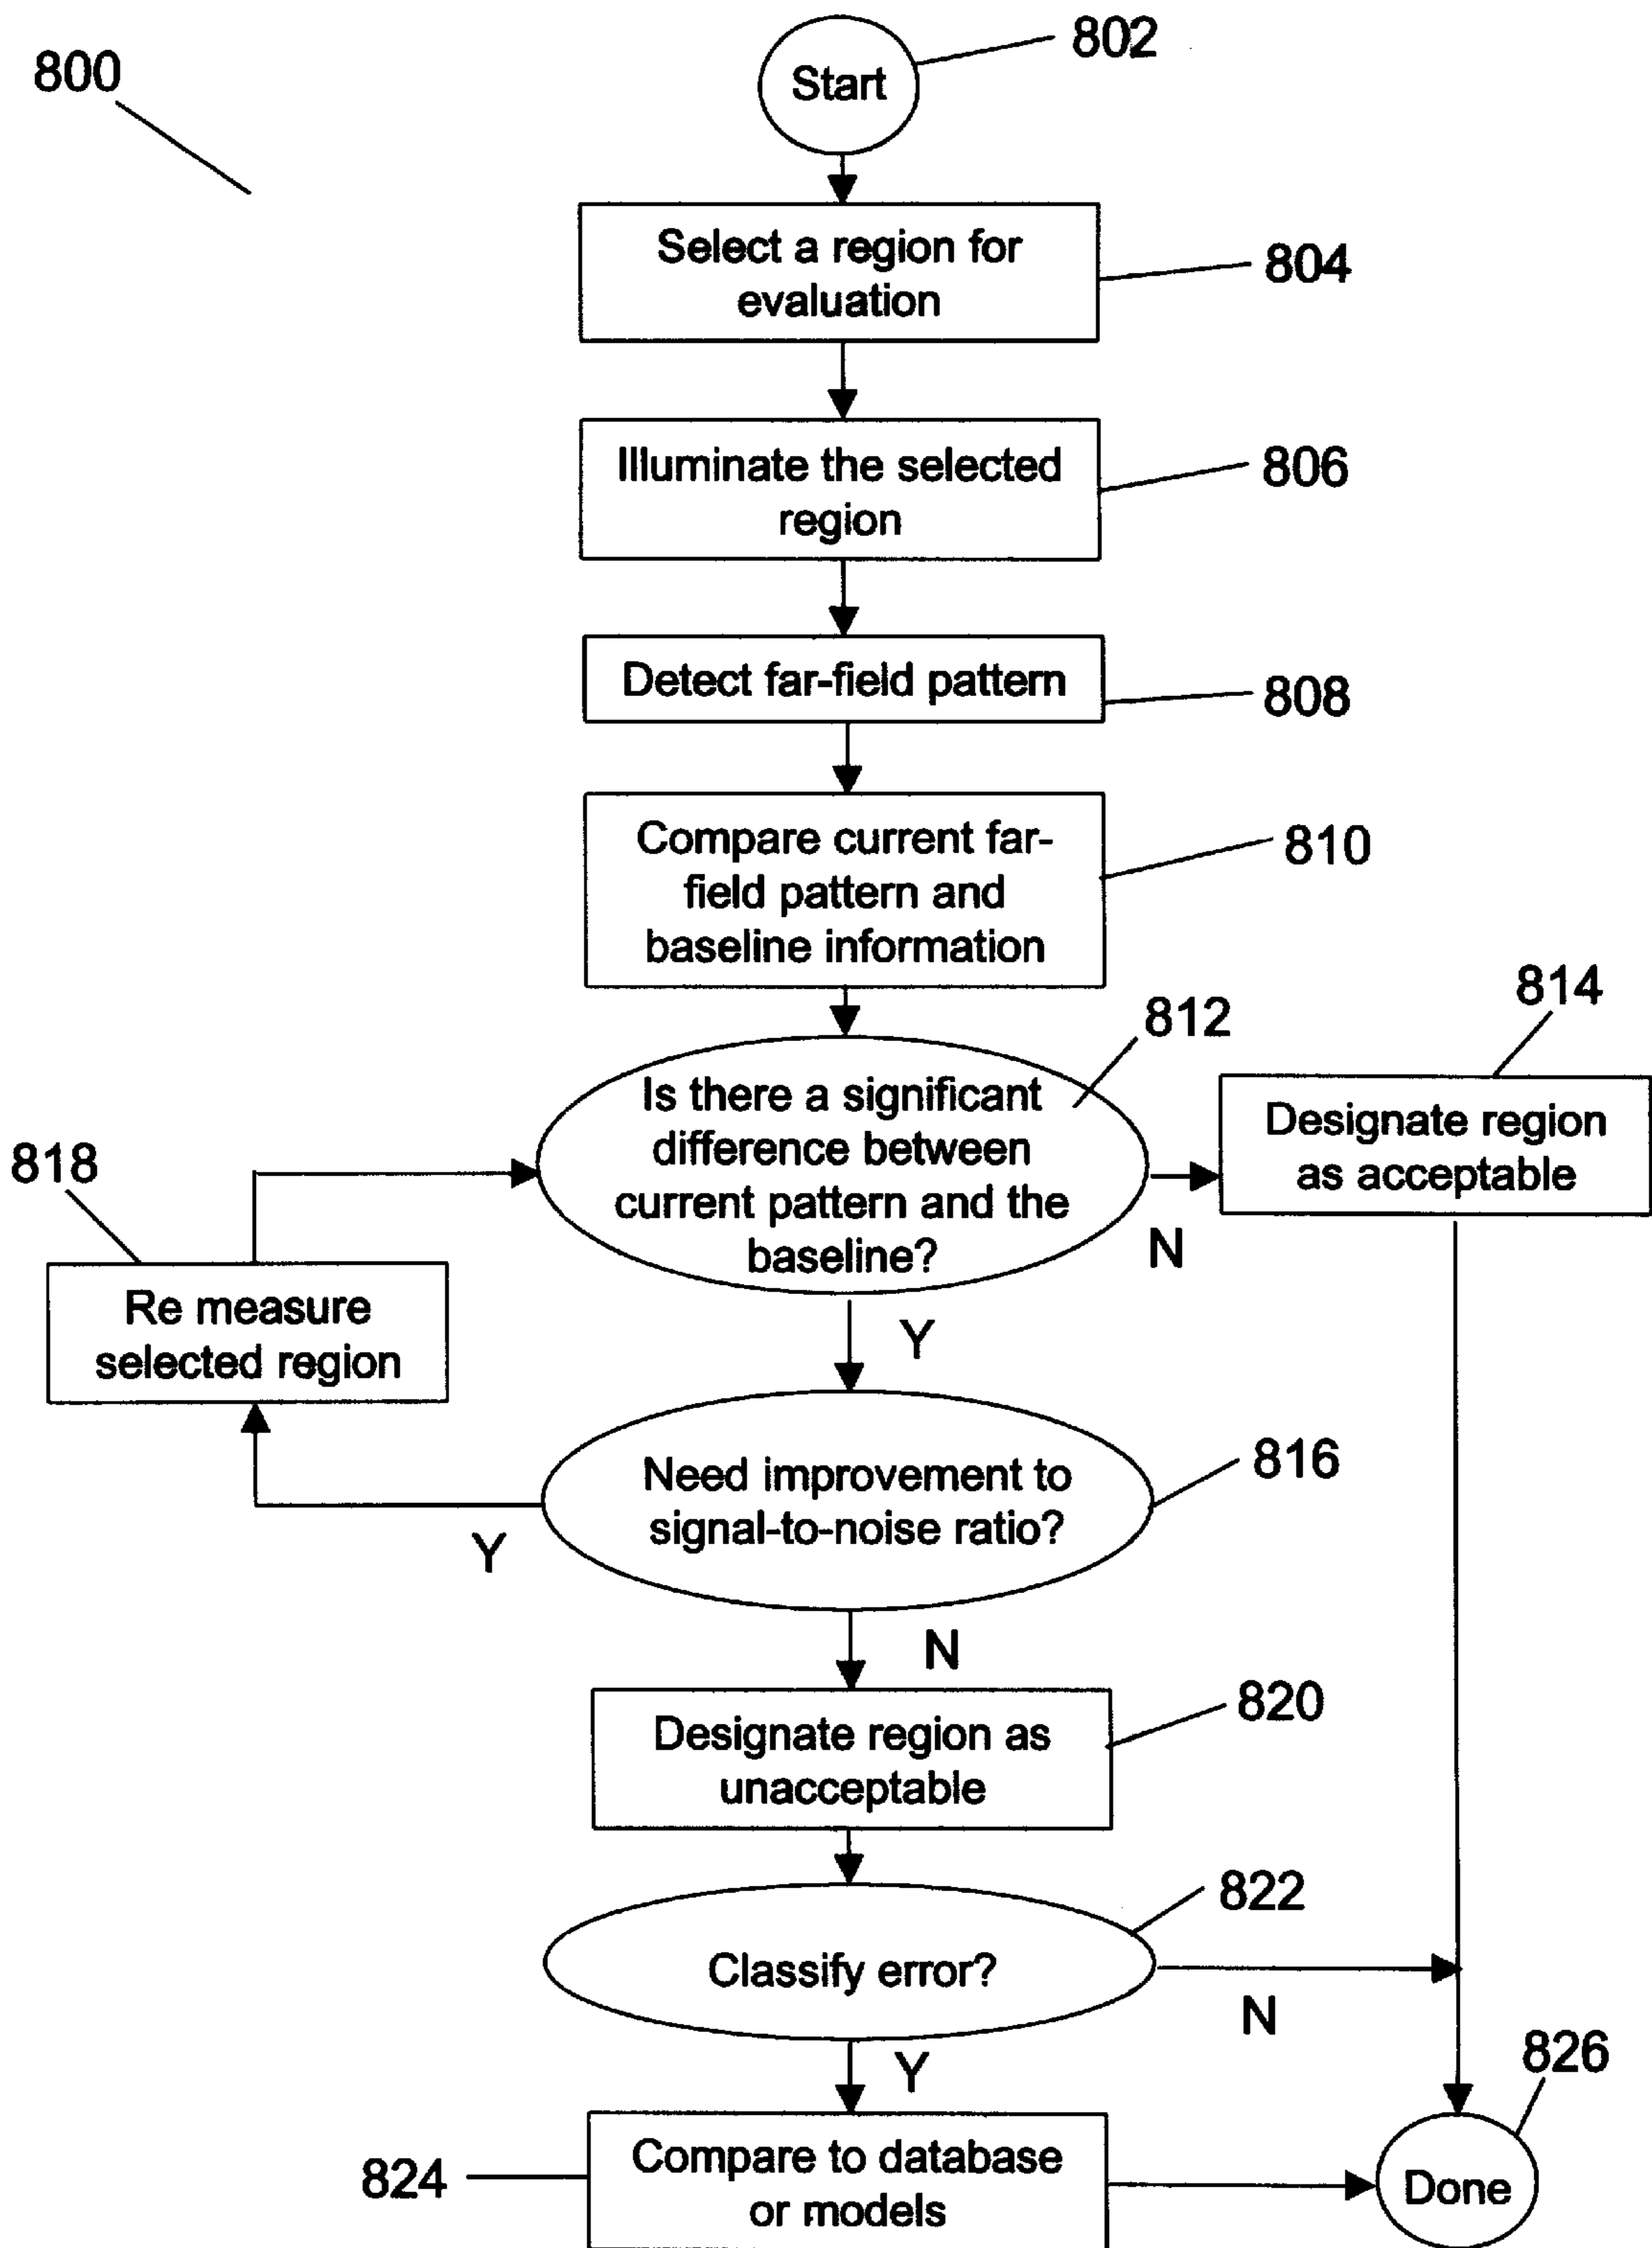 800
802
Start
Select a region for
evaluation
804
Illuminate the selected
region
806
Detect far-field pattern
808
Compare current far-
field pattern and
baseline information
810
812
Is there a significant
difference between
current pattern and the
baseline?
N
814
Designate region
as acceptable
818
Re measure
selected region
Y
Need improvement to
signal-to-noise ratio?
816
Y
N
Designate region as
unacceptable
820
822
Classify error?
N
Y
824
Compare to database
or models
826
Done